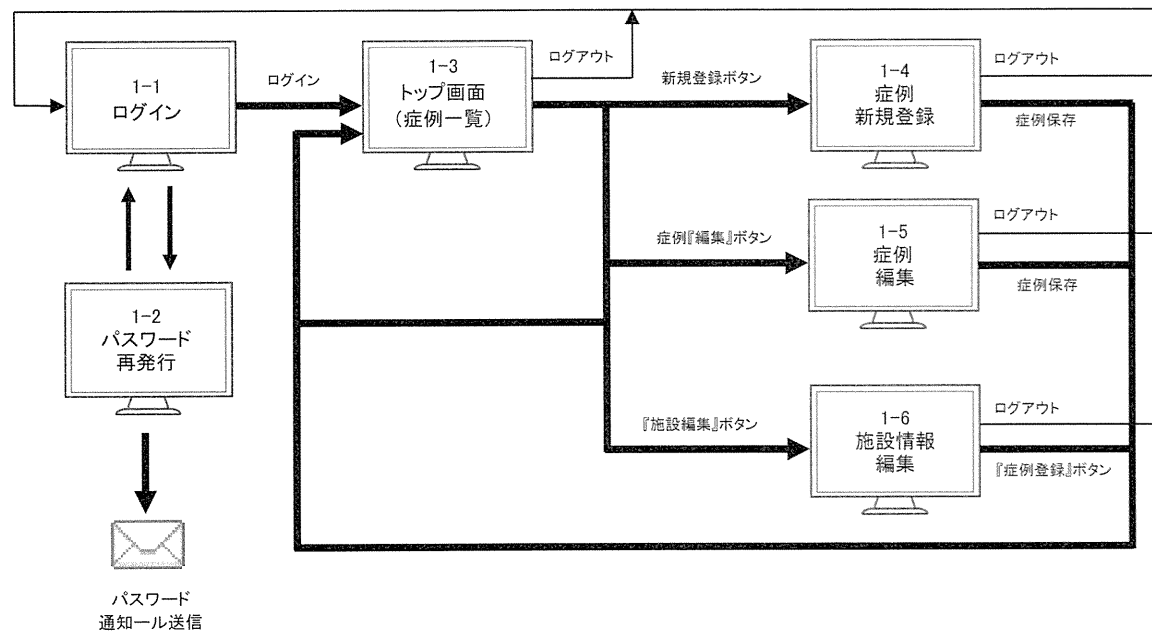 1-1
ログイン
ログイン
1-3
トップ画面
(症例一覧)
ログアウト
新規登録ボタン
1-4
症例
新規登録
ログアウト
症例保存
症例『編集』ボタン
1-5
症例
編集
ログアウト
症例保存
1-2
パスワード
再発行
『施設編集』ボタン
1-6
施設情報
編集
ログアウト
『症例登録』ボタン
パスワード
通知ール送信